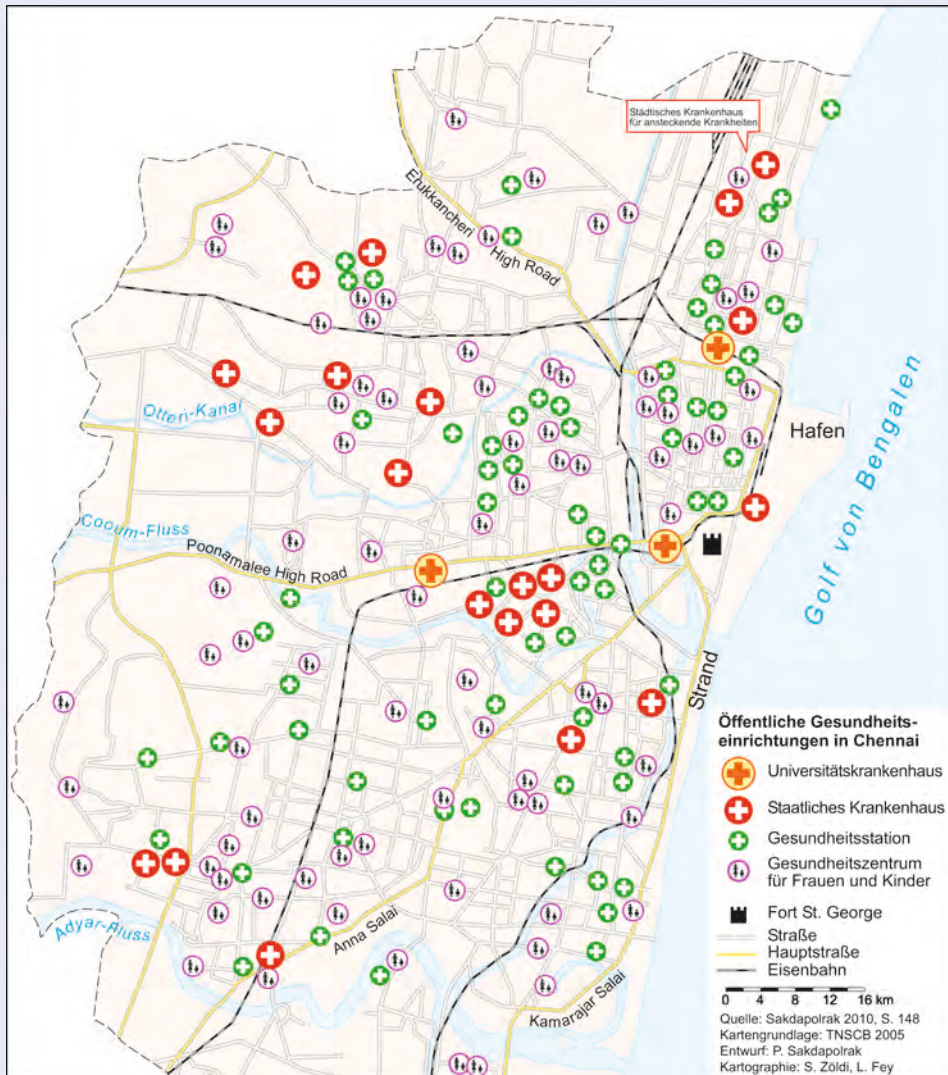 Städtisches Krankenhaus
für ansteckende Krankheiten
Erukkancheri
High Road
Otteri-Kanal
Hafen
Golf von Bengalen
Cooum-Fluss
Poonamalee High Road
Strand
Adyar-Fluss
Anna Salai
Kamarajar Salai
Öffentliche Gesundheits-
einrichtungen in Chennai
Universitätskrankenhaus
Staatliches Krankenhaus
Gesundheitsstation
Gesundheitszentrum
für Frauen und Kinder
Fort St. George
Straße
Hauptstraße
Eisenbahn
0 4 8 12 16 km
Quelle: Sakdapolrak 2010, S. 148
Kartengrundlage: TNSCB 2005
Entwurf: P. Sakdapolrak
Kartographie: S. Zöldi, L. Fey